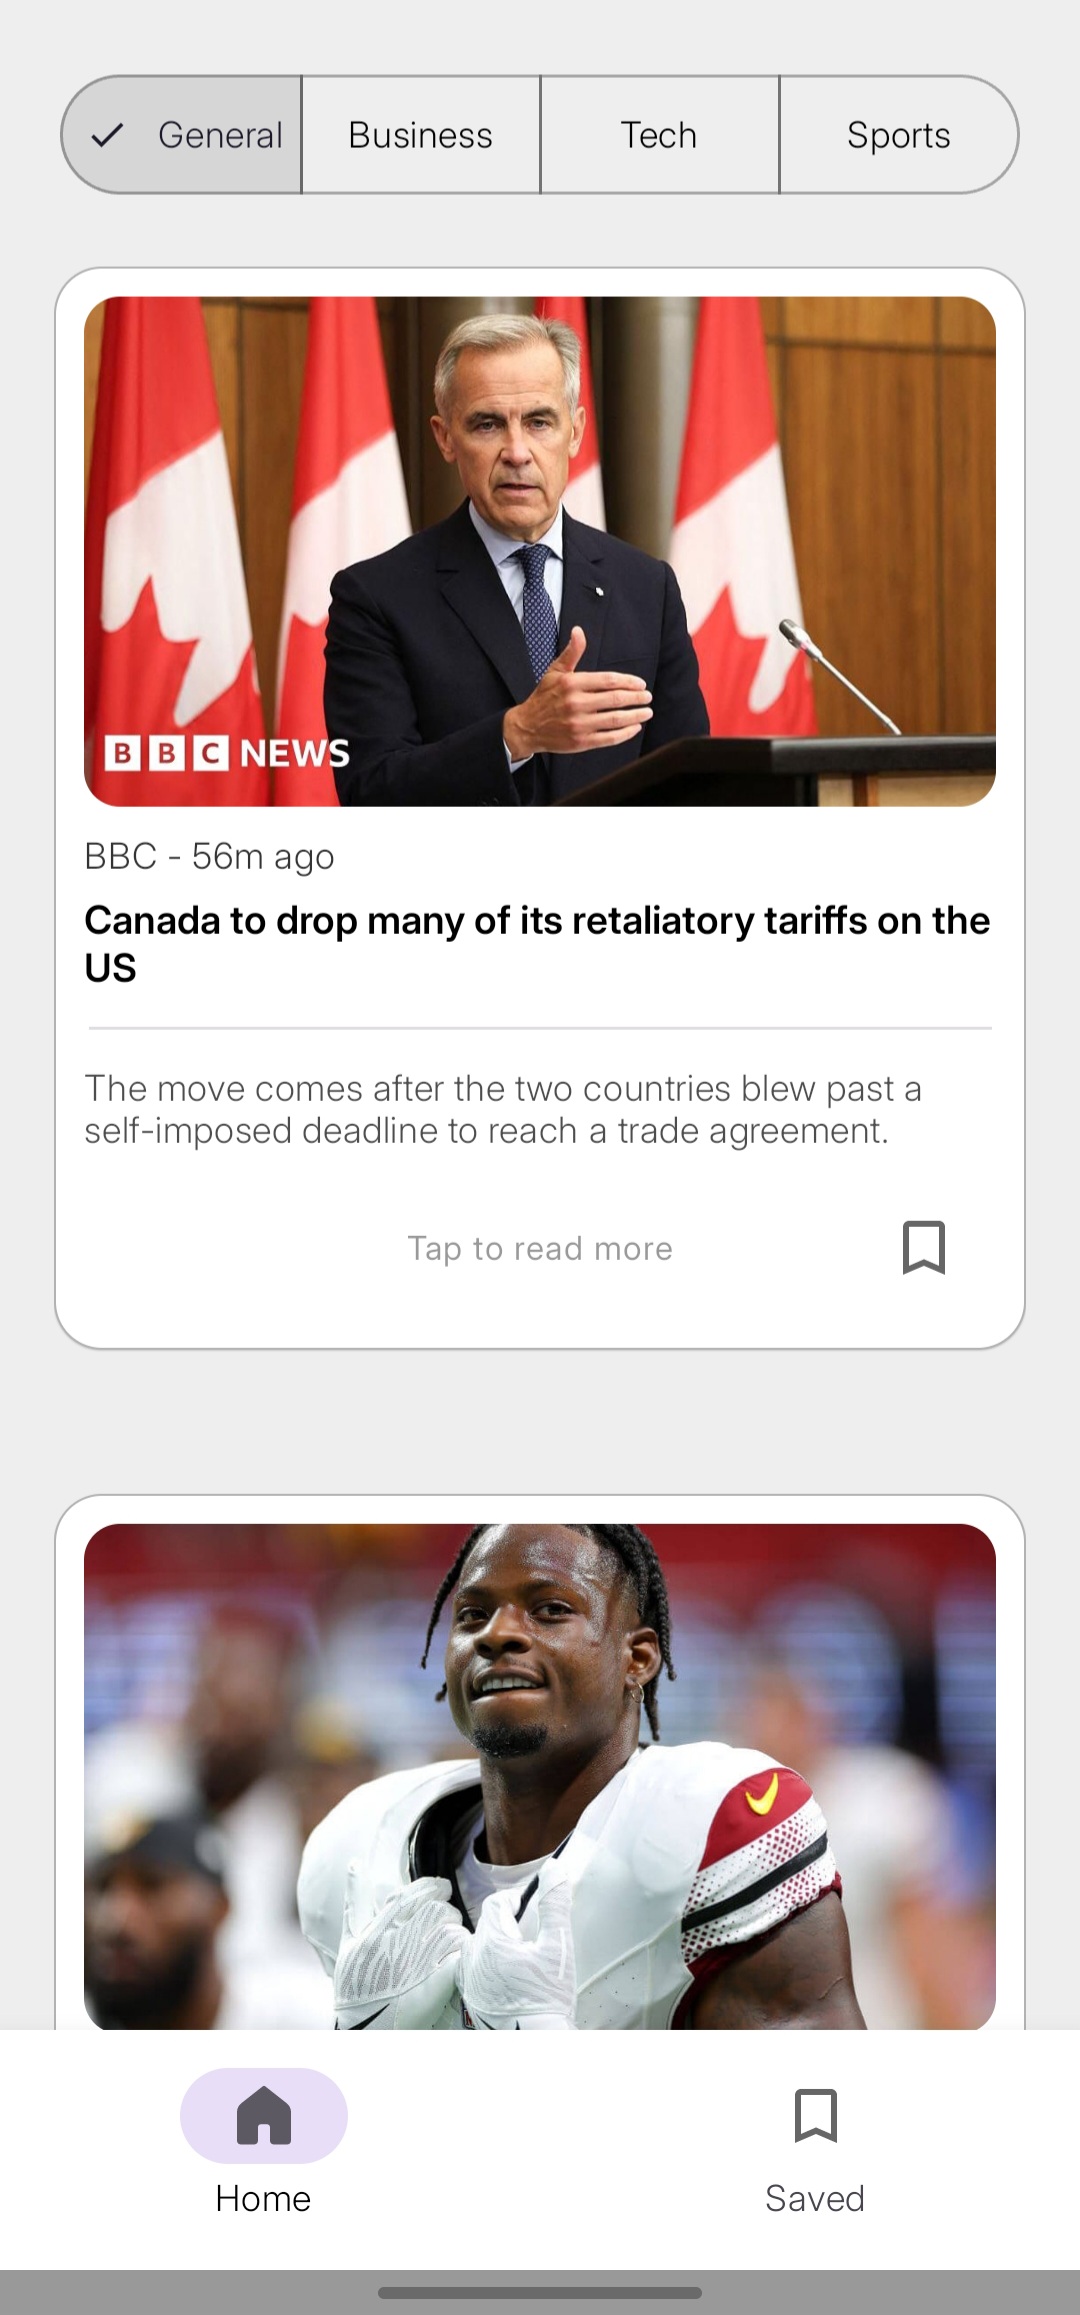 General
Business
Tech
Sports
BBC NEWS
BBC - 56m ago
Canada to drop many of its retaliatory tariffs on the
US
The move comes after the two countries blew past a
self-imposed deadline to reach a trade agreement.
Tap to read more
Home
Saved